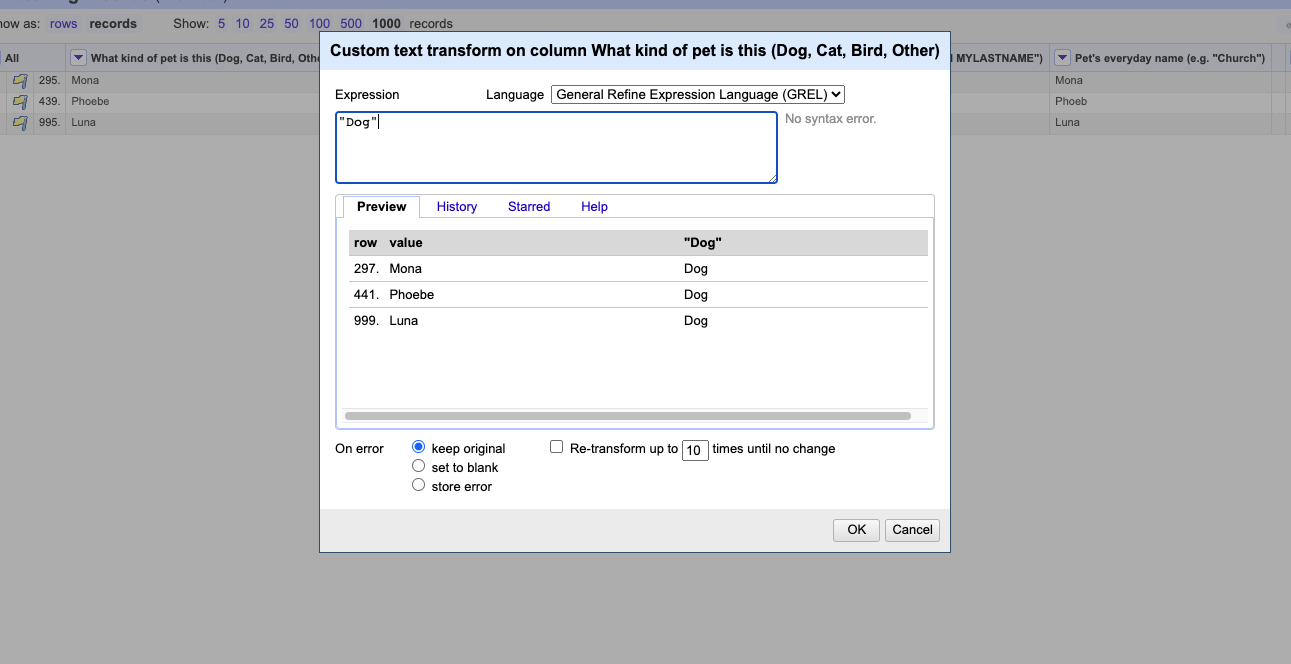 now as: rows records Show: 5 10 25 50 100 500 1000 records
Custom text transform on column What kind of pet is this (Dog, Cat, Bird, Other)
All What kind of pet is this (Dog, Cat, Bird, Othe MYLASTNAME") Pet's everyday name (e.g. "Church")
295. Mona Mona
439. Phoebe Phoeb
995. Luna Luna
Expression Language General Refine Expression Language (GREL)
"Dog" No syntax error.
Preview History Starred Help
row value "Dog"
297. Mona Dog
441. Phoebe Dog
999. Luna Dog
On error keep original Re-transform up to 10 times until no change
set to blank
store error
OK Cancel